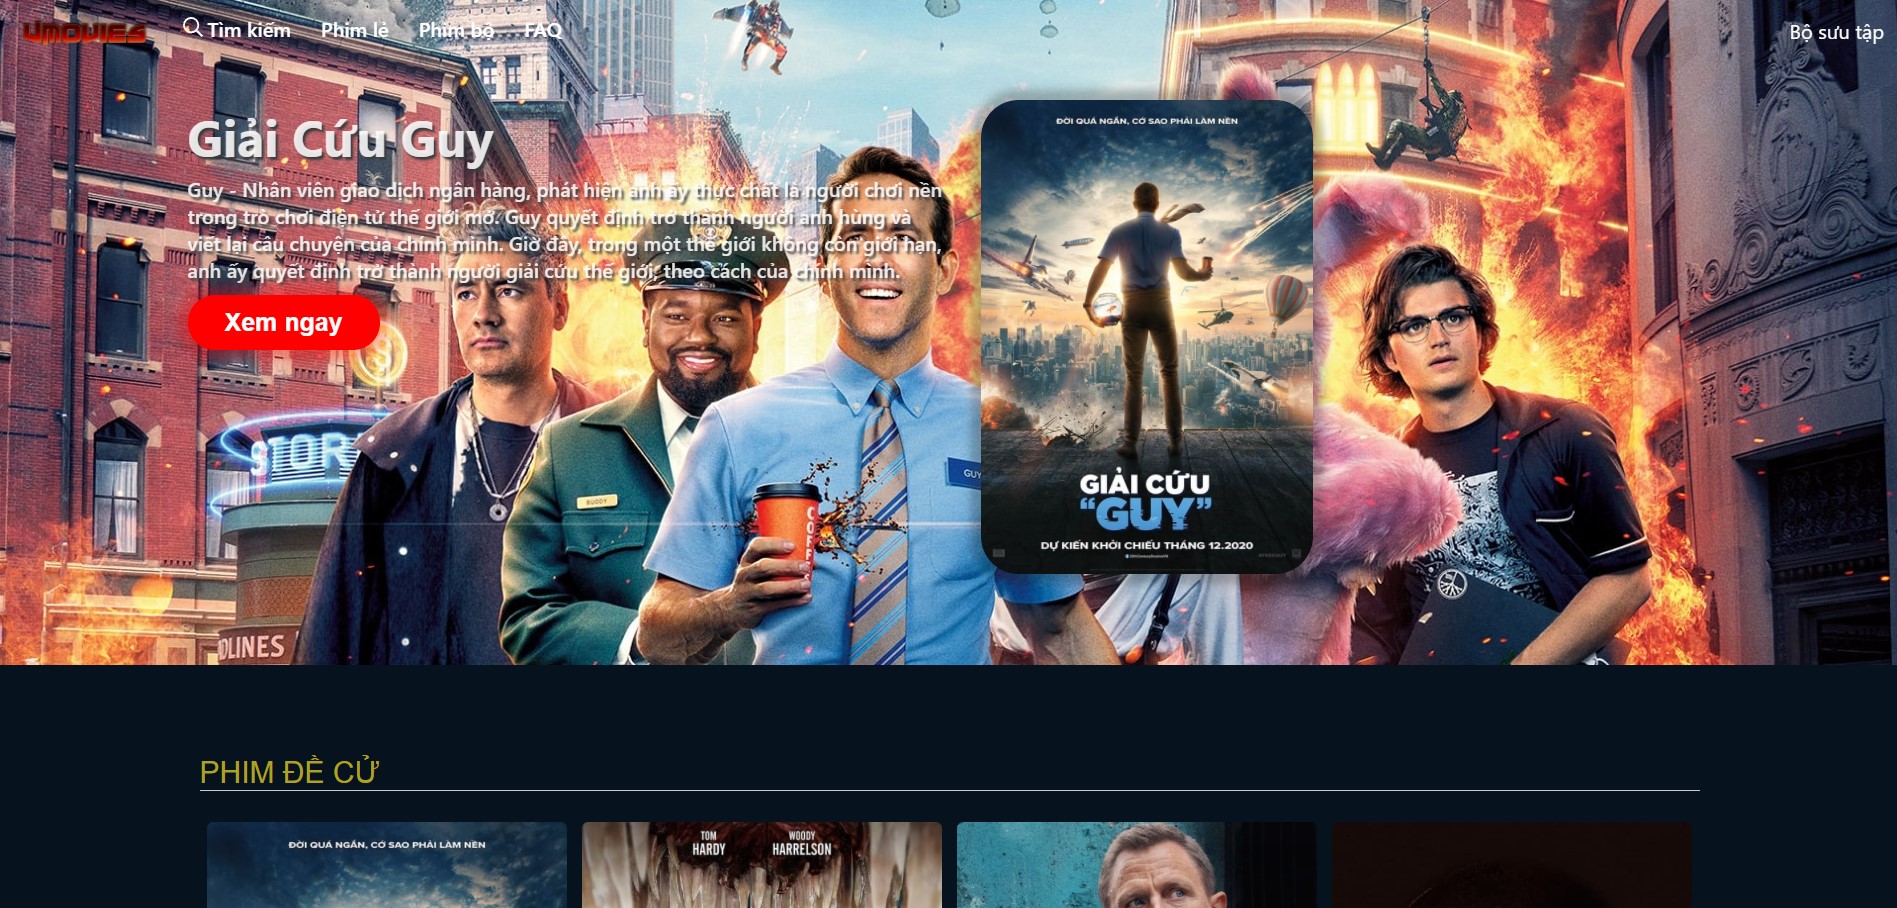 VMOVIES
Tìm kiếm
Phim lẻ
Phim bộ
FAQ
Bộ sưu tập
Giải Cứu Guy
Guy - Nhân viên giao dịch ngân hàng, phát hiện anh ấy thực chất là người chơi nền
trong trò chơi điện tử thế giới mở. Guy quyết định trở thành người anh hùng và
viết lại câu chuyện của chính mình. Giờ đây, trong một thế giới không còn giới hạn,
anh ấy quyết định trở thành người giải cứu thế giới, theo cách của chính mình.
Xem ngay
ĐỜI QUÁ NGẮN, CỚ SAO PHẢI LÀM NỀN
GIẢI CỨU
“GUY”
DỰ KIẾN KHỞI CHIẾU THÁNG 12.2020
STOR
BUDDY
GUY
COFFE
DLINES
PHIM ĐỀ CỬ
ĐỜI QUÁ NGẮN, CỚ SAO PHẢI LÀM NỀN
TOM
HARDY
WOODY
HARRELSON